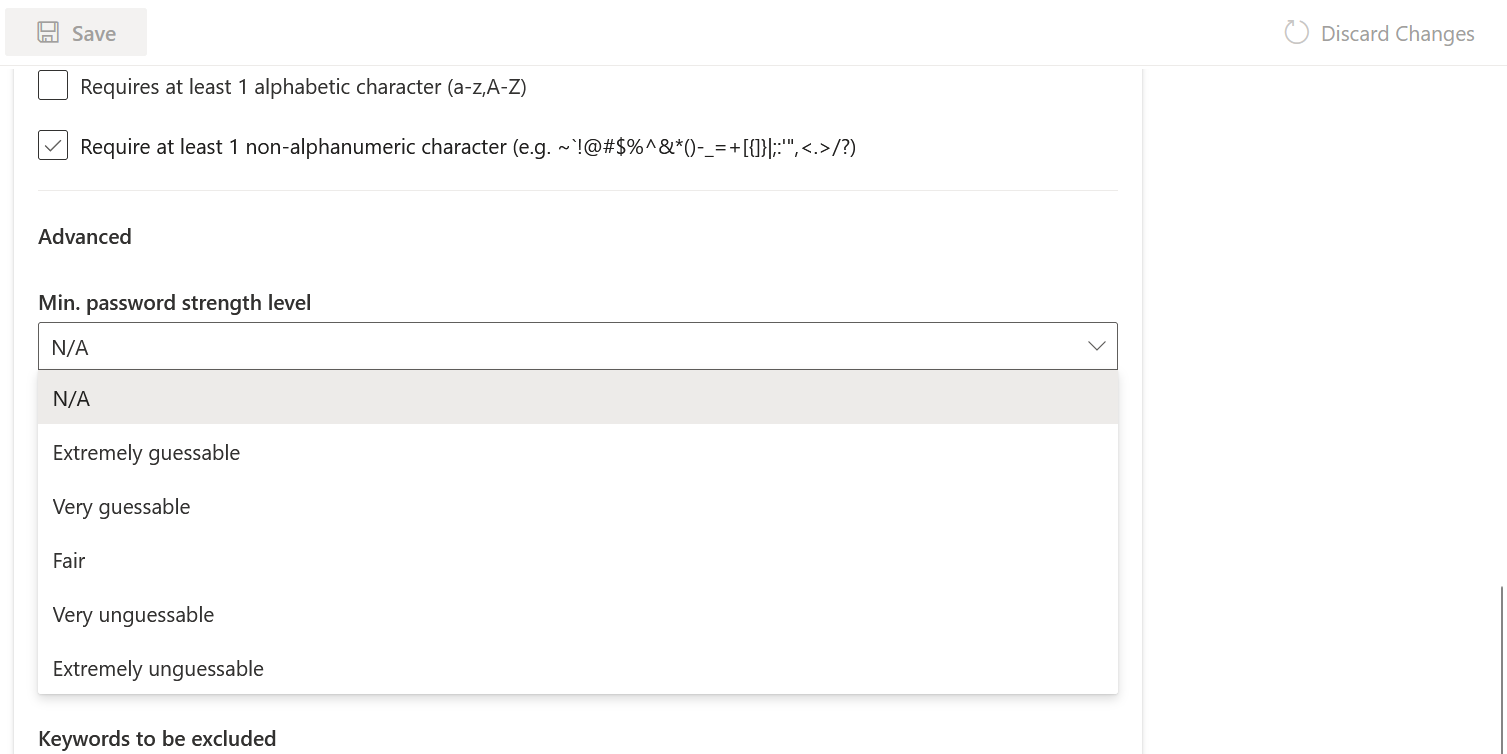 Save
Discard Changes
Requires at least 1 alphabetic character (a-z,A-Z)
Require at least 1 non-alphanumeric character (e.g. ~`!@#$%^&*()-_=+[{]}|;:'",<.>/?)
Advanced
Min. password strength level
N/A
N/A
Extremely guessable
Very guessable
Fair
Very unguessable
Extremely unguessable
Keywords to be excluded